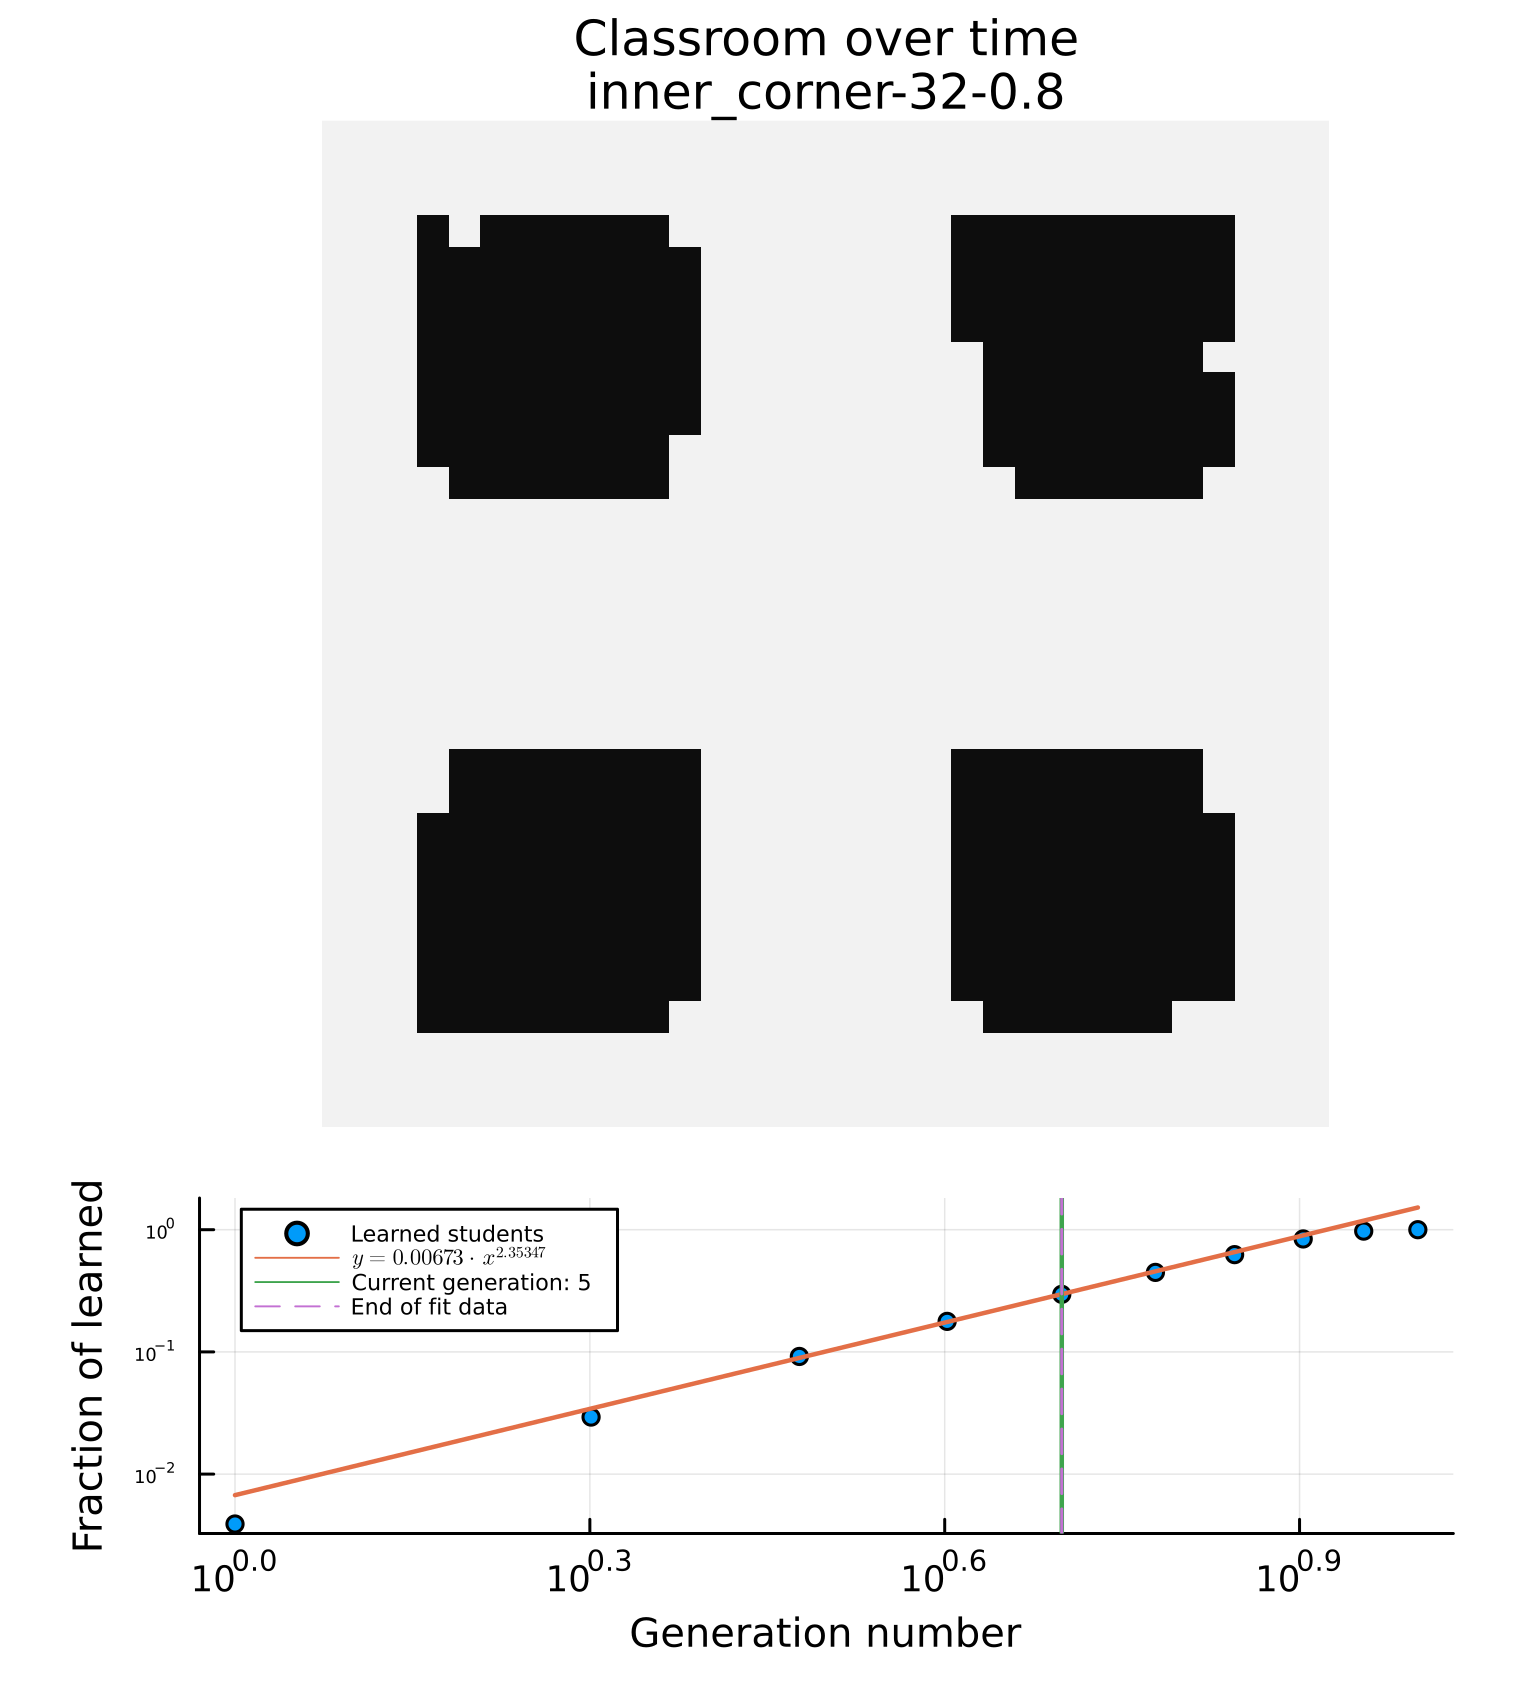 Classroom over time
inner_corner-32-0.8
Fraction of learned
10⁰
10⁻¹
10⁻²
Learned students
y = 0.00673 · x^2.35347
Current generation: 5
End of fit data
10^0.0
10^0.3
10^0.6
10^0.9
Generation number